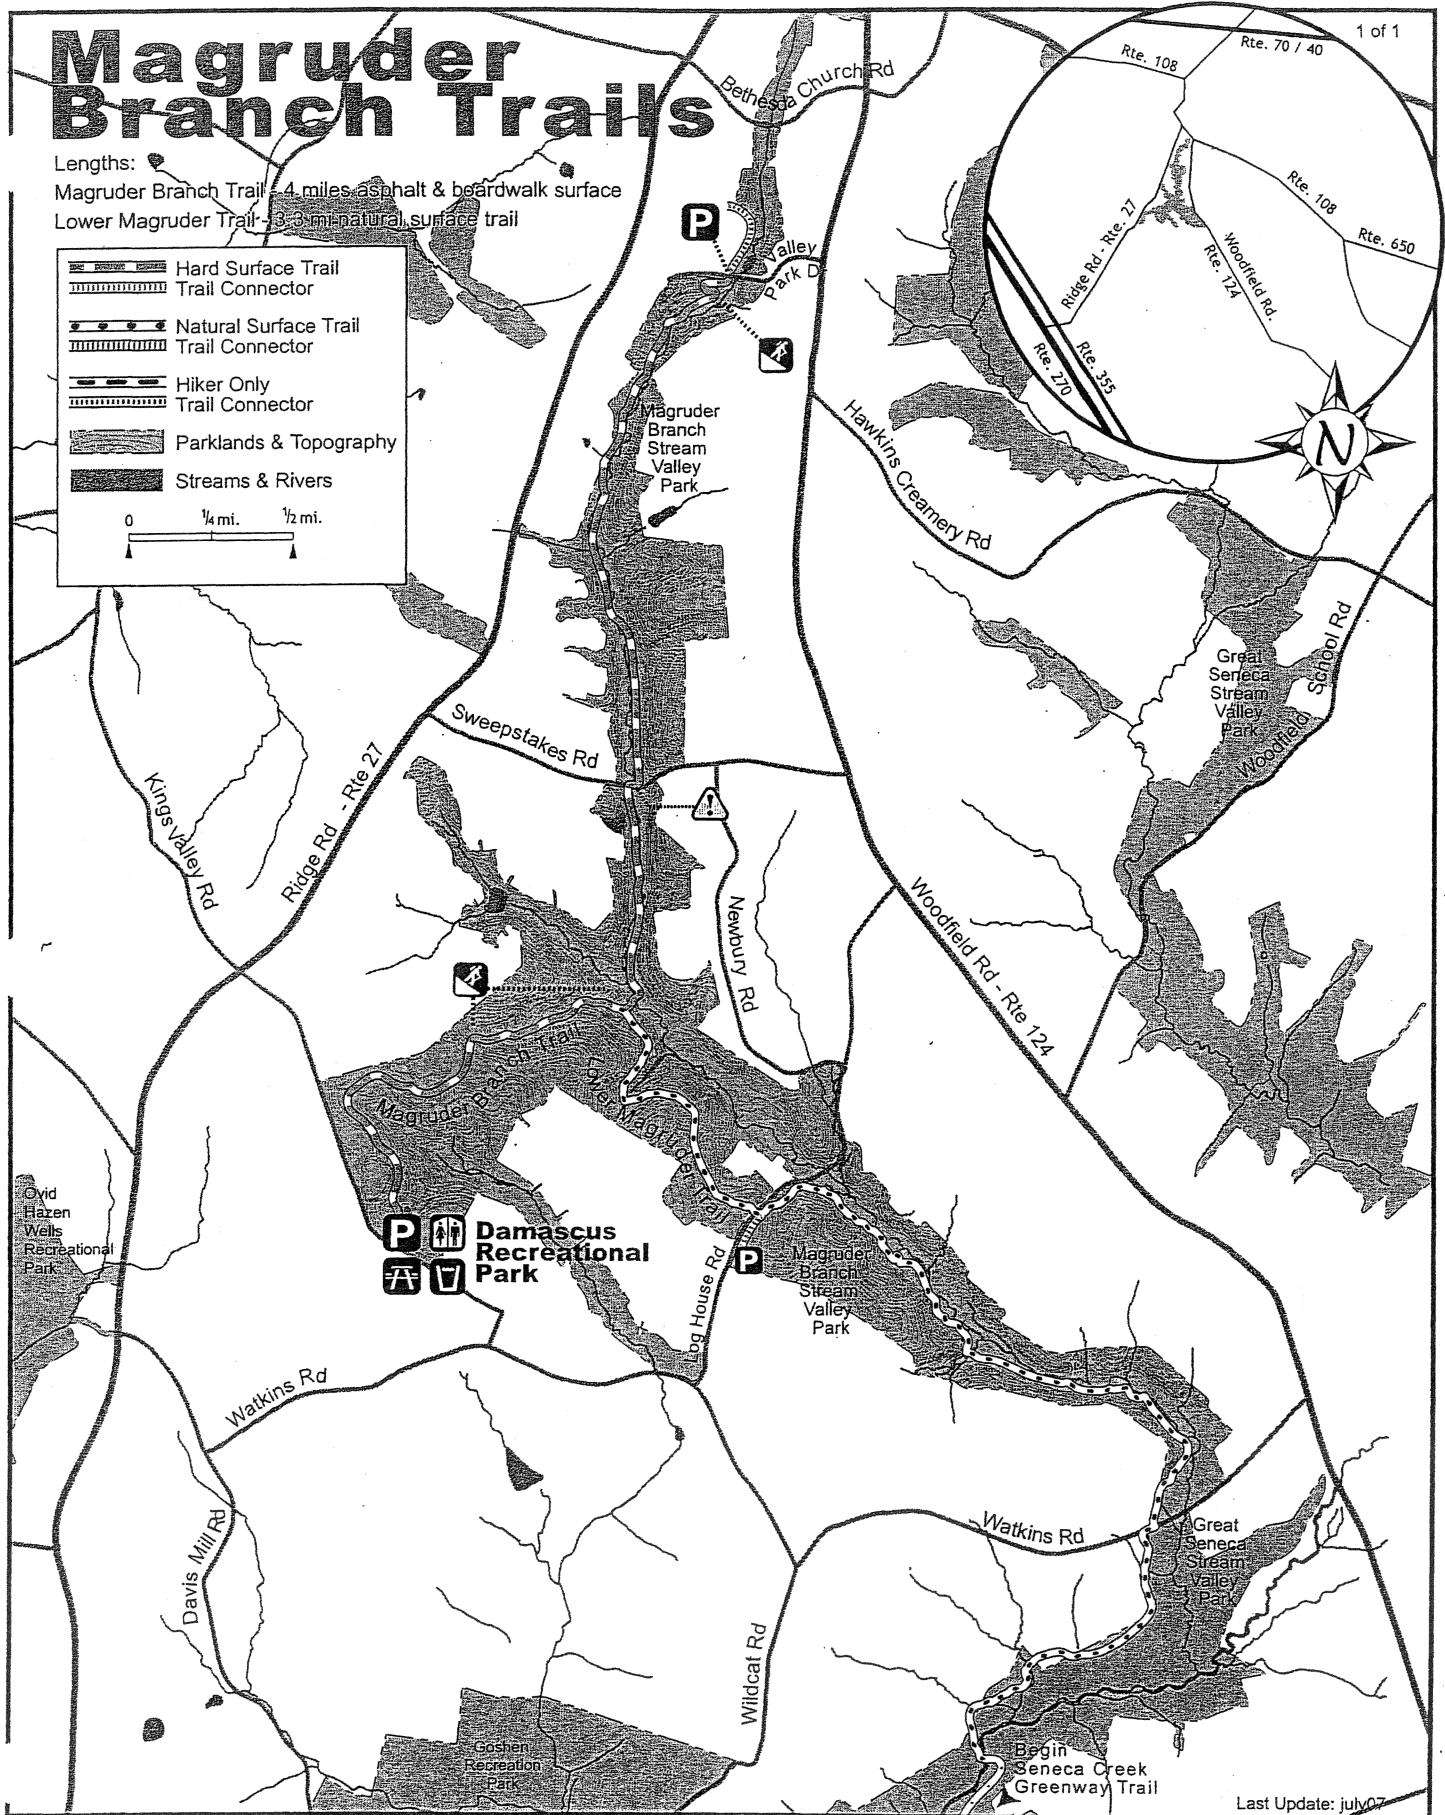 1 of 1
Magruder
Branch Trails
Lengths:
Magruder Branch Trail - 4 miles asphalt & boardwalk surface
Lower Magruder Trail - 3.3 mi natural surface trail
Hard Surface Trail
Trail Connector
Natural Surface Trail
Trail Connector
Hiker Only
Trail Connector
Parklands & Topography
Streams & Rivers
0 1/4 mi. 1/2 mi.
Rte. 70 / 40
Rte. 108
Rte. 108
Rte. 650
Ridge Rd - Rte. 27
Woodfield Rd.
Rte. 124
Rte. 355
Rte. 270
N
Bethesda Church Rd
P
Valley
Park D
Magruder
Branch
Stream
Valley
Park
Hawkins Creamery Rd
Great
Seneca
Stream
Valley
Park
Woodfield School Rd
Sweepstakes Rd
!
Kings Valley Rd
Ridge Rd - Rte 27
Newbury Rd
Woodfield Rd - Rte 124
Magruder Branch Trail
Lower Magruder Trail
Ovid
Hazen
Wells
Recreational
Park
P
Damascus
Recreational
Park
Log House Rd
P
Magruder
Branch
Stream
Valley
Park
Watkins Rd
Davis Mill Rd
Watkins Rd
Great
Seneca
Stream
Valley
Park
Wildcat Rd
Goshen
Recreation
Park
Begin
Seneca Creek
Greenway Trail
Last Update: july07